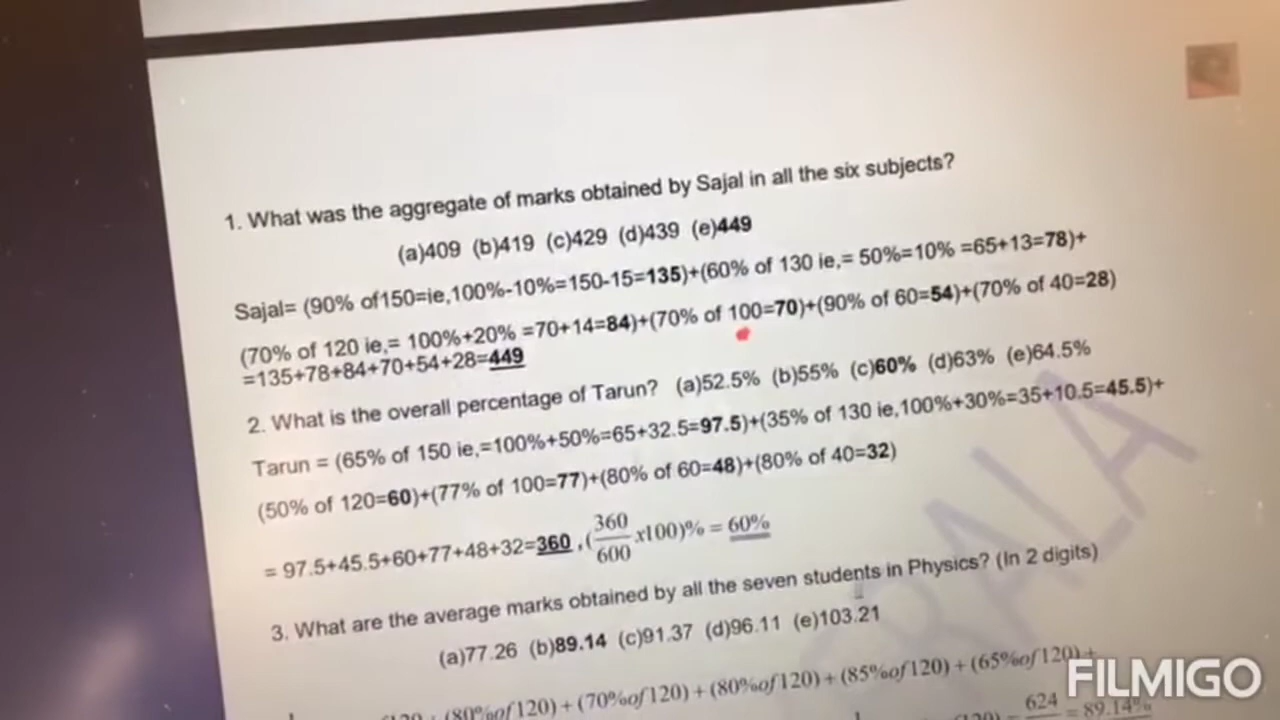 1. What was the aggregate of marks obtained by Sajal in all the six subjects?
(a)409 (b)419 (c)429 (d)439 (e)449
Sajal= (90% of150=ie,100%-10%=150-15=135)+(60% of 130 ie,= 50%=10% =65+13=78)+
(70% of 120 ie,= 100%+20% =70+14=84)+(70% of 100=70)+(90% of 60=54)+(70% of 40=28)
=135+78+84+70+54+28=449
2. What is the overall percentage of Tarun? (a)52.5% (b)55% (c)60% (d)63% (e)64.5%
Tarun = (65% of 150 ie,=100%+50%=65+32.5=97.5)+(35% of 130 ie,100%+30%=35+10.5=45.5)+
(50% of 120=60)+(77% of 100=77)+(80% of 60=48)+(80% of 40=32)
= 97.5+45.5+60+77+48+32=360 ,(360/600 x100)% = 60%
3. What are the average marks obtained by all the seven students in Physics? (In 2 digits)
(a)77.26 (b)89.14 (c)91.37 (d)96.11 (e)103.21
(80%of120) + (70%of120) + (80%of120) + (85%of120) + (65%of120) +
624 = 89.14%
FILMIGO